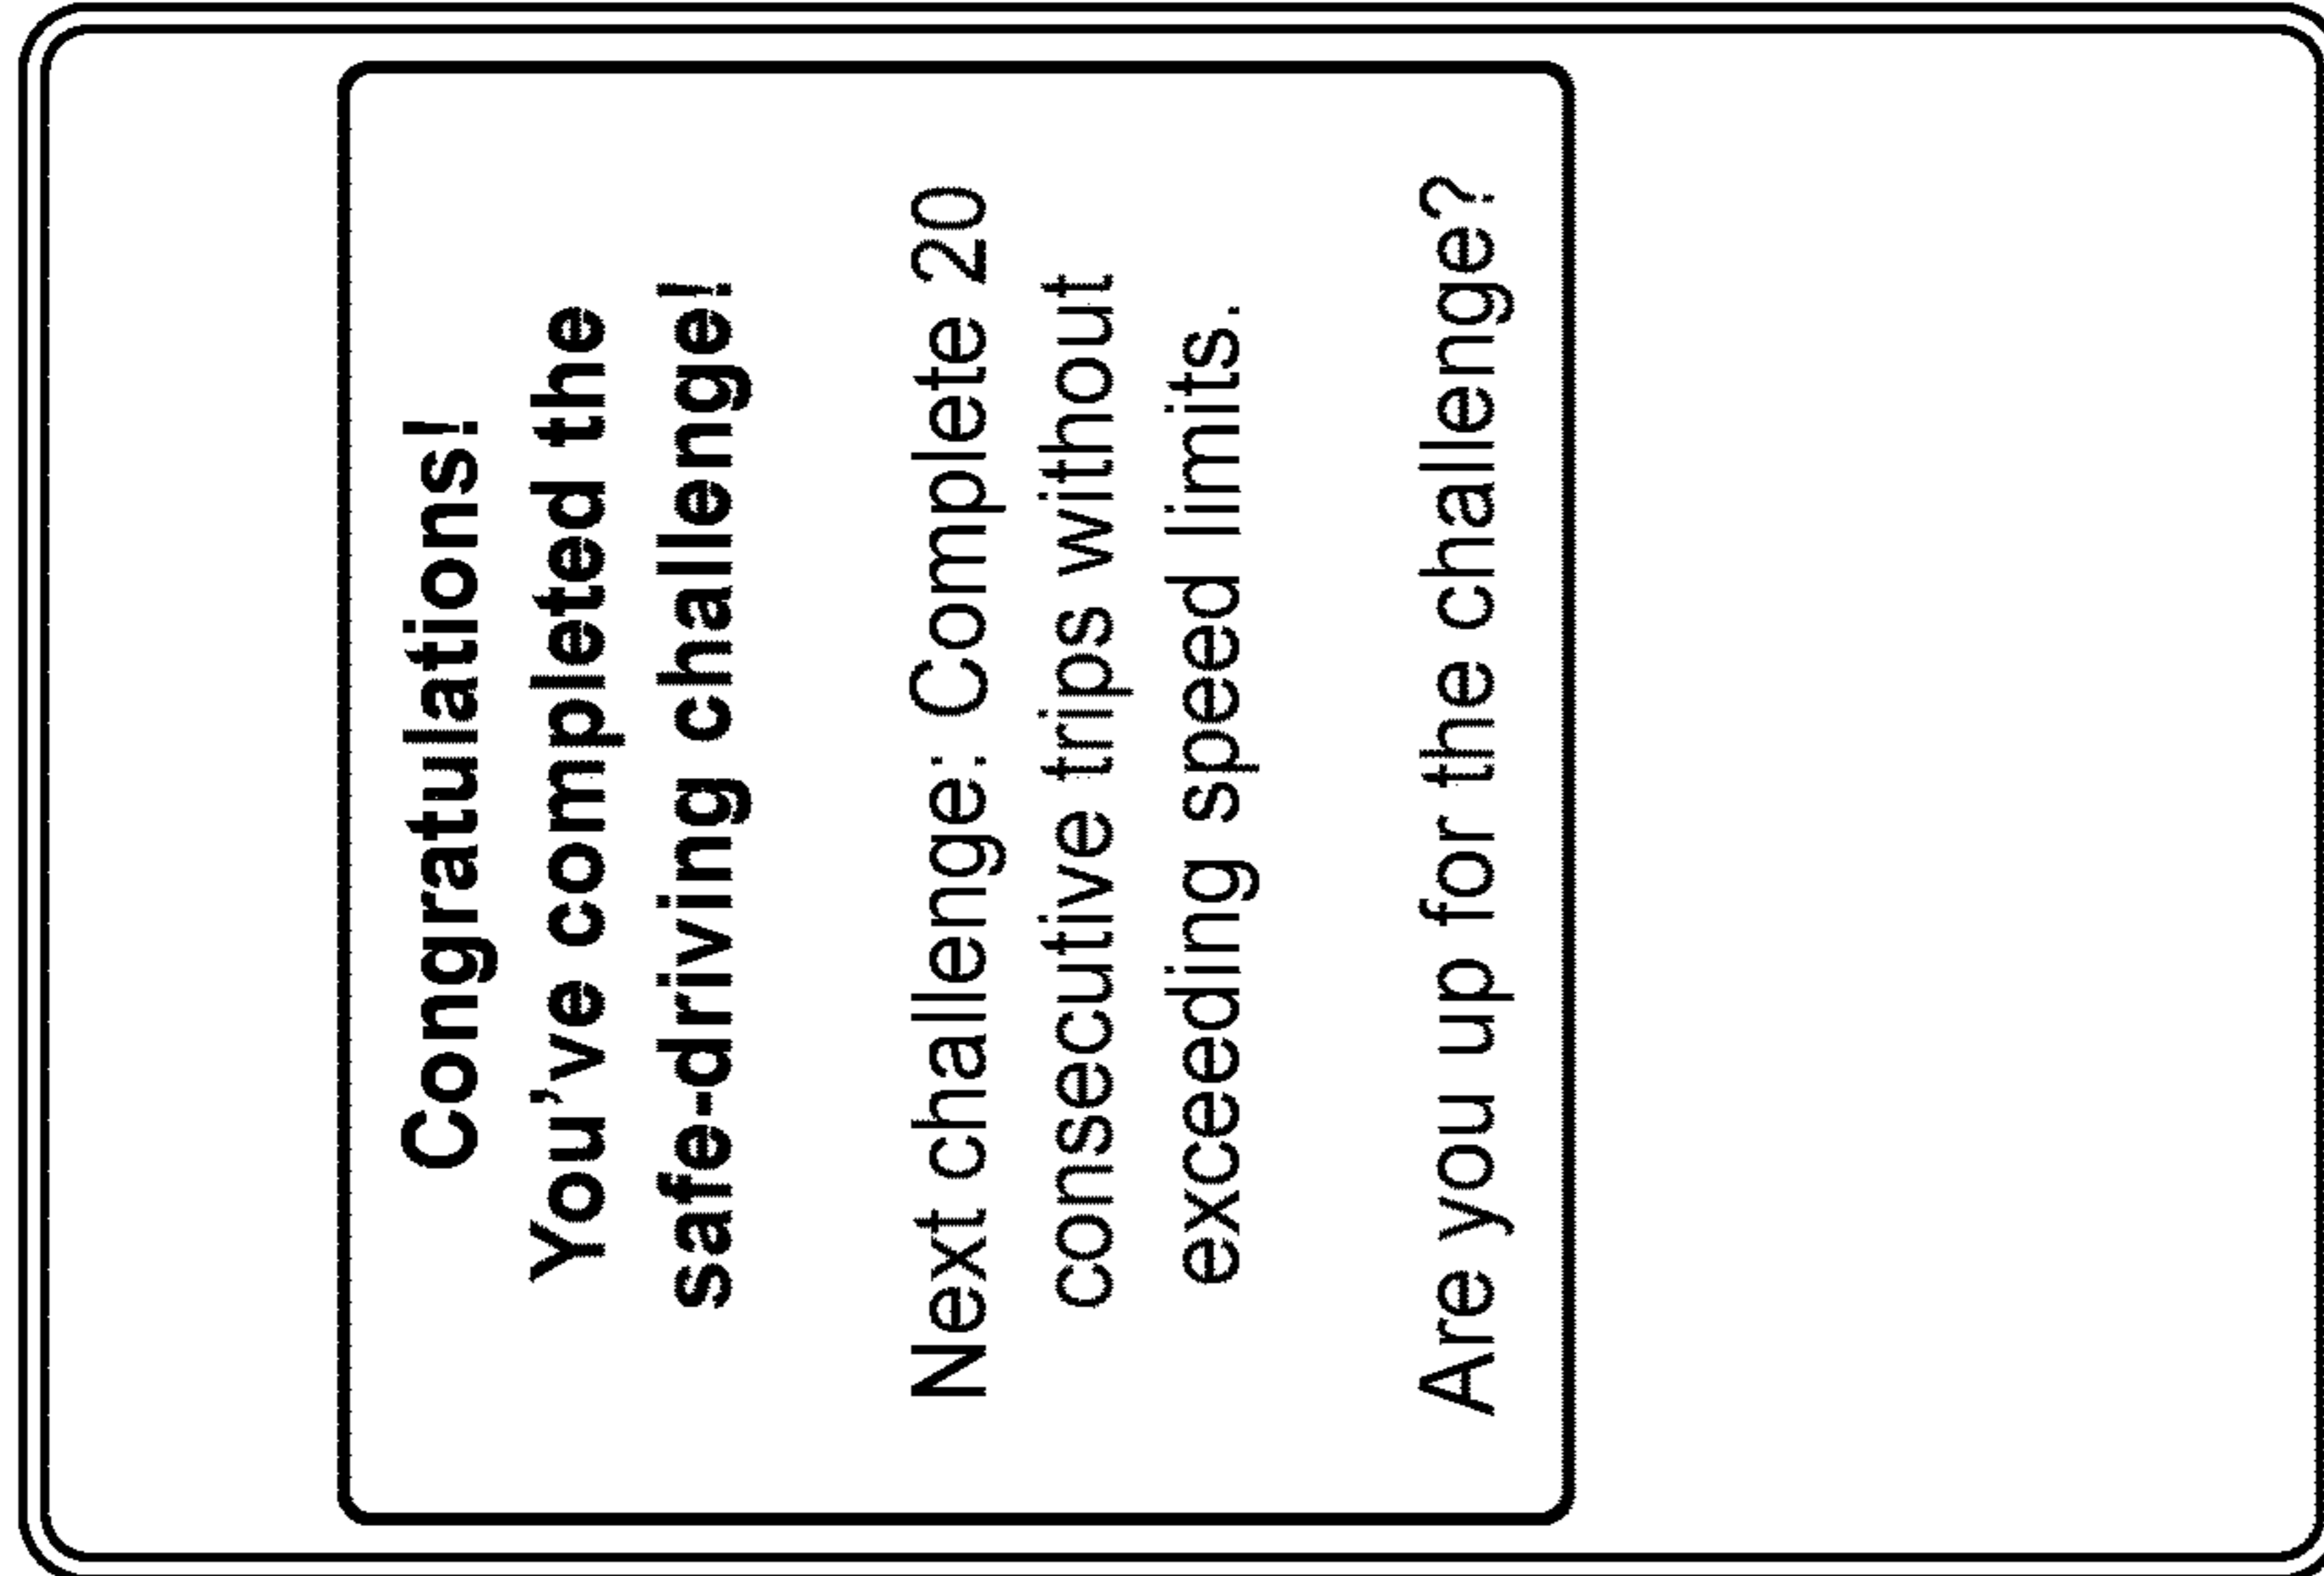 Congratulations!
You've completed the
safe-driving challenge!
Next challenge: Complete 20
consecutive trips without
exceeding speed limits.
Are you up for the challenge?